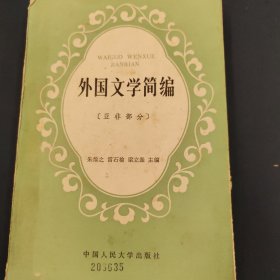 WAIGUO WENXUE
JIANBIAN
外国文学简编
〔亚非部分〕
朱维之 雷石榆 梁立基 主编
中国人民大学出版社
203635